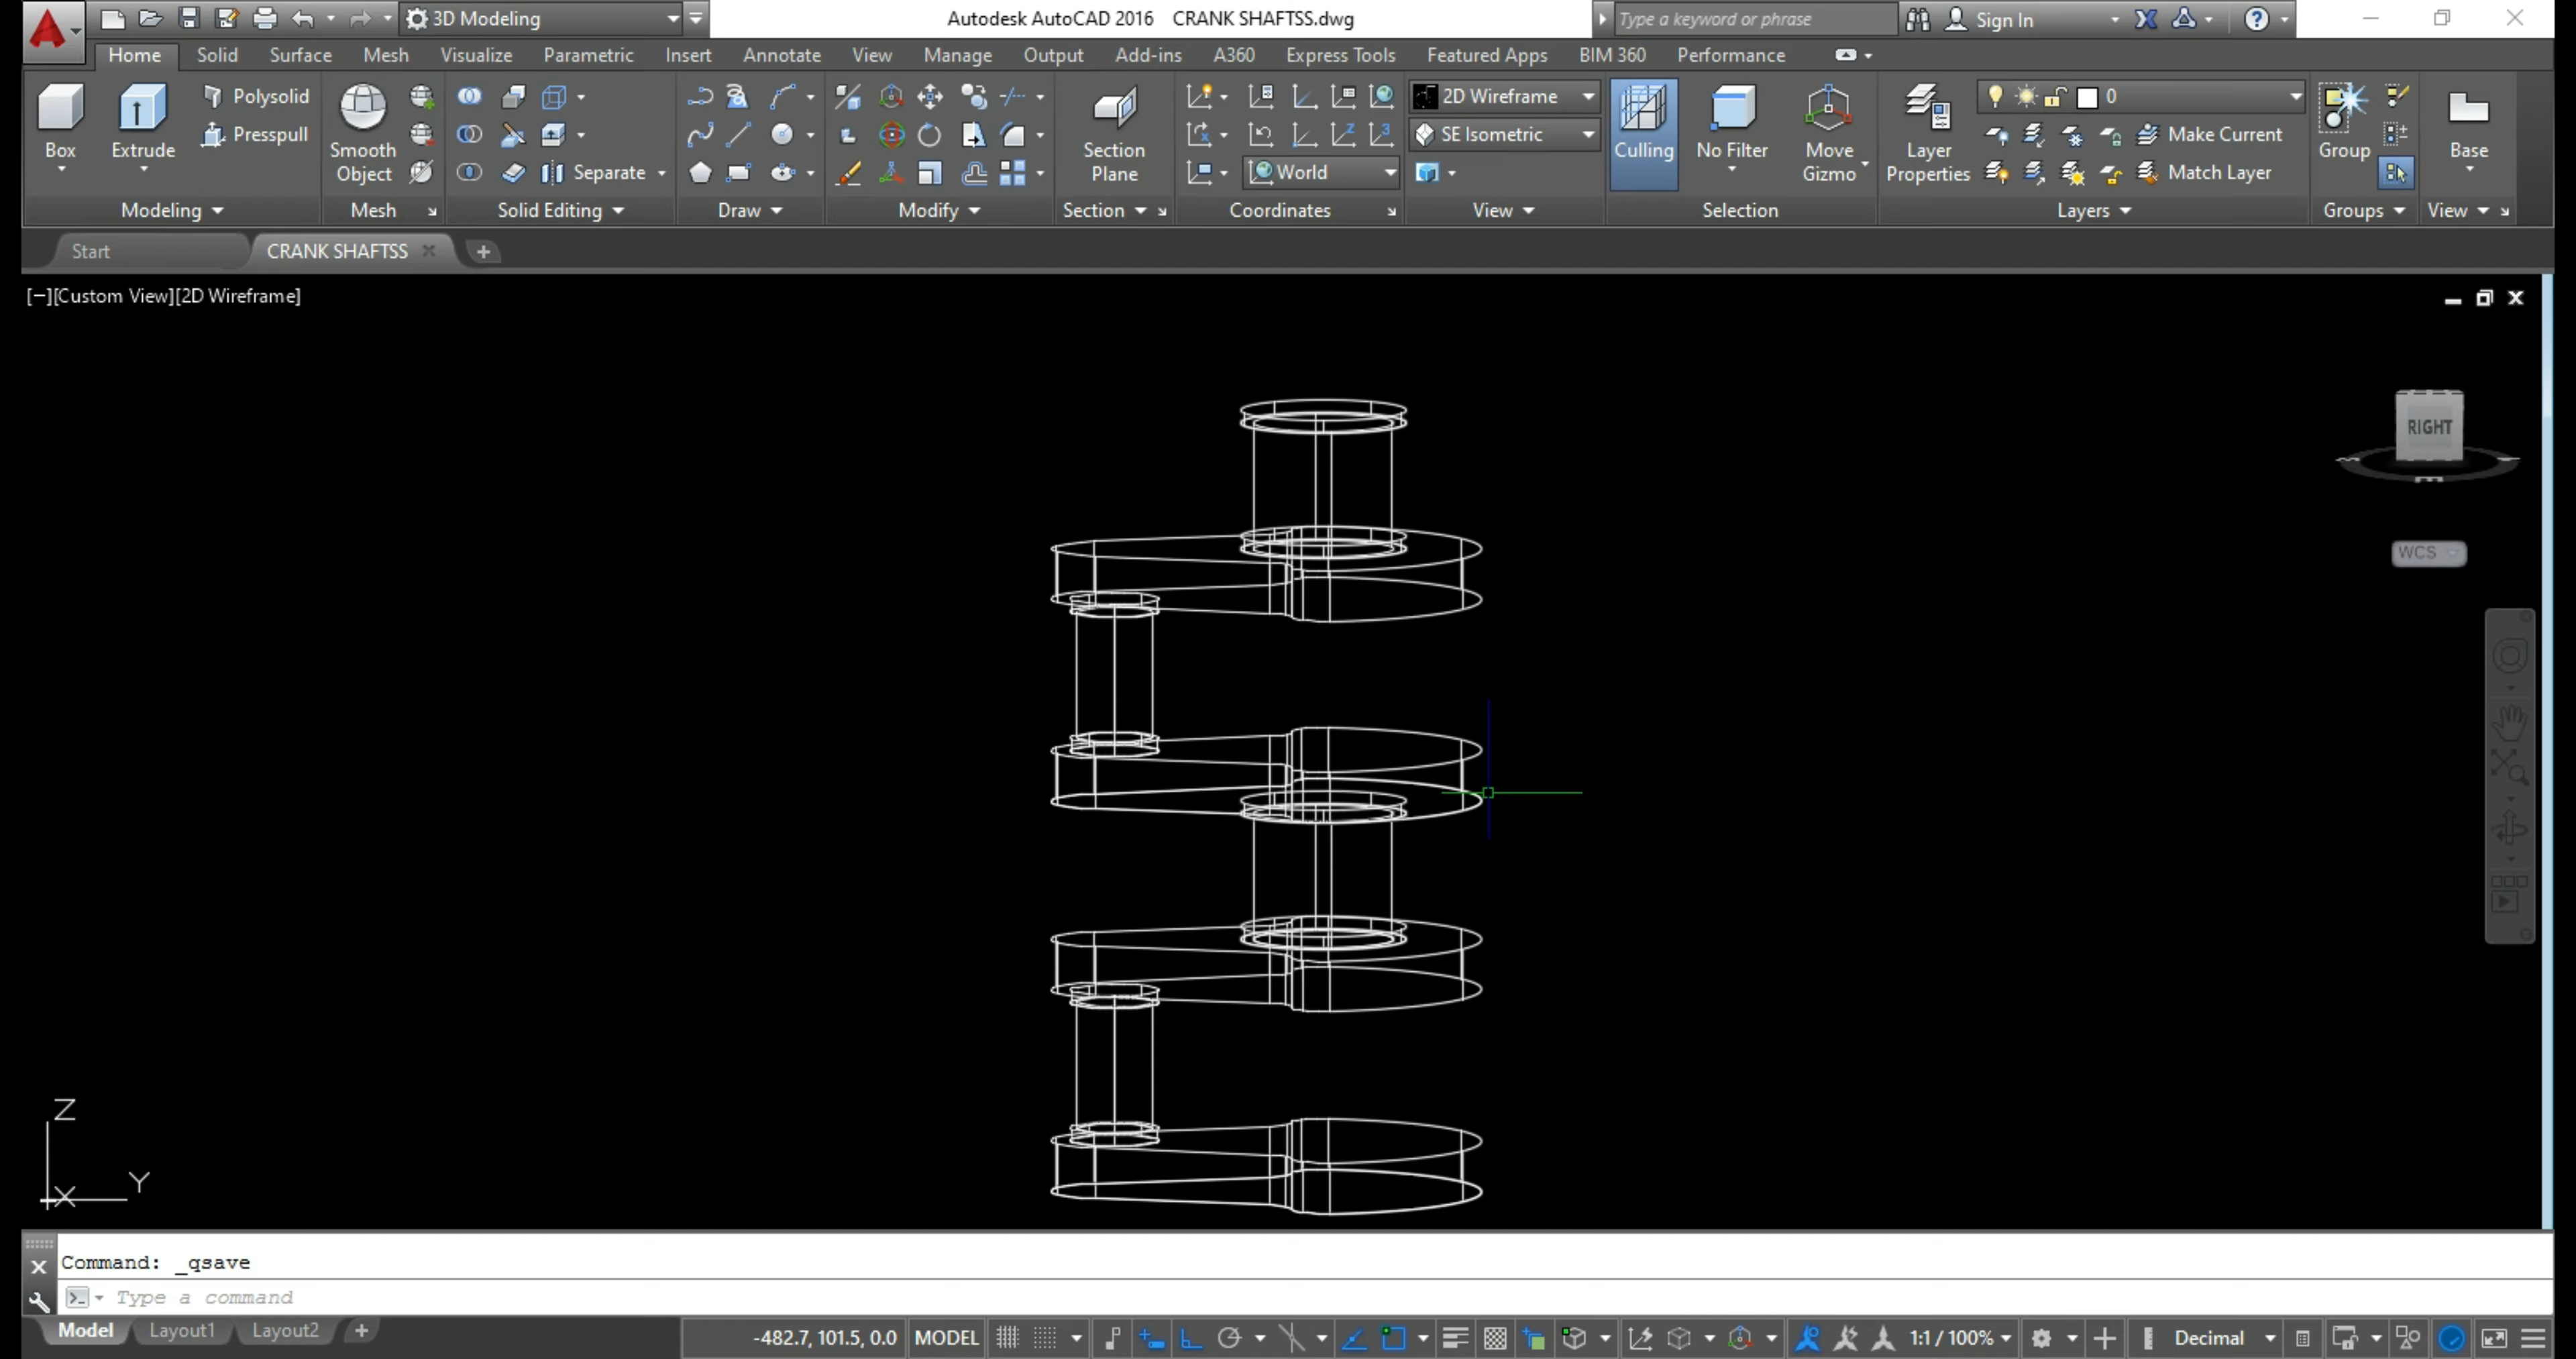 3D Modeling
Autodesk AutoCAD 2016 CRANK SHAFTSS.dwg
Type a keyword or phrase
Sign In
Home Solid Surface Mesh Visualize Parametric Insert Annotate View Manage Output Add-ins A360 Express Tools Featured Apps BIM 360 Performance
Box
Extrude
Polysolid
Presspull
Smooth
Object
Separate
Section
Plane
World
2D Wireframe
SE Isometric
Culling
No Filter
Move
Gizmo
Layer
Properties
0
Make Current
Match Layer
Group
Base
Modeling Mesh Solid Editing Draw Modify Section Coordinates View Selection Layers Groups View
Start CRANK SHAFTSS
[−][Custom View][2D Wireframe]
RIGHT
WCS
Z
Y
X
Command: _qsave
Type a command
Model Layout1 Layout2
-482.7, 101.5, 0.0 MODEL 1:1 / 100% Decimal